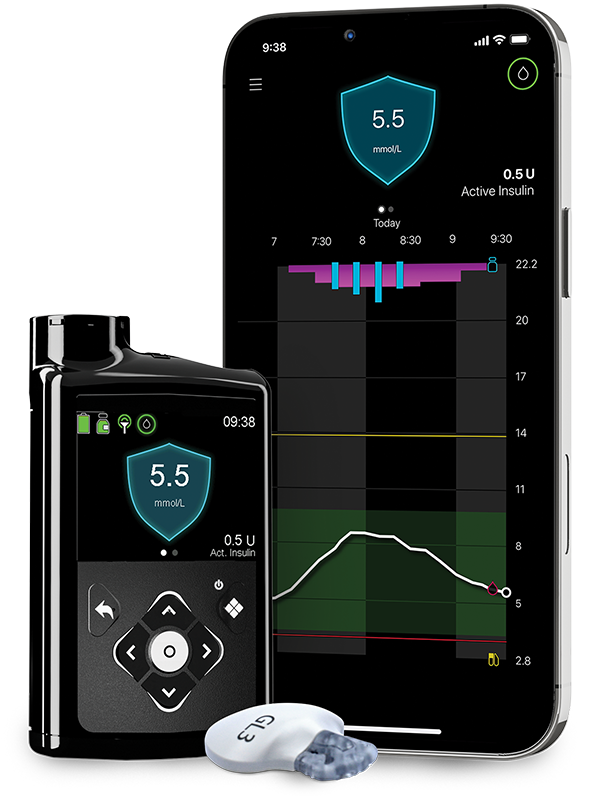 9:38
5.5
mmol/L
0.5 U
Active Insulin
Today
7 7:30 8 8:30 9 9:30
22.2
20
17
14
11
8
5
2.8
09:38
5.5
mmol/L
0.5 U
Act. Insulin
GL3